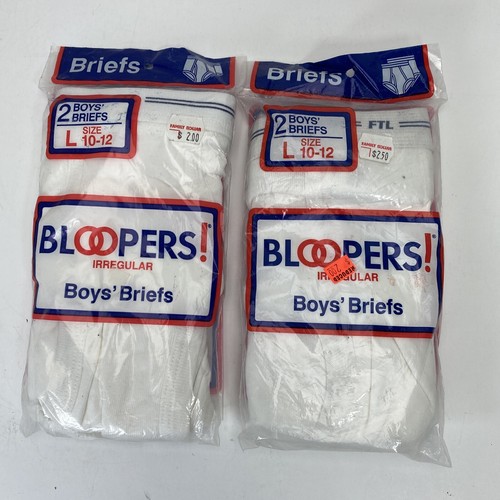 Briefs
2 BOYS'
BRIEFS
L SIZE
10-12
$ 2.00
BLOOPERS!
IRREGULAR
Boys' Briefs
Briefs
2 BOYS'
BRIEFS
L SIZE
10-12
FTL
$2.50
BLOOPERS!
IRREGULAR
Boys' Briefs